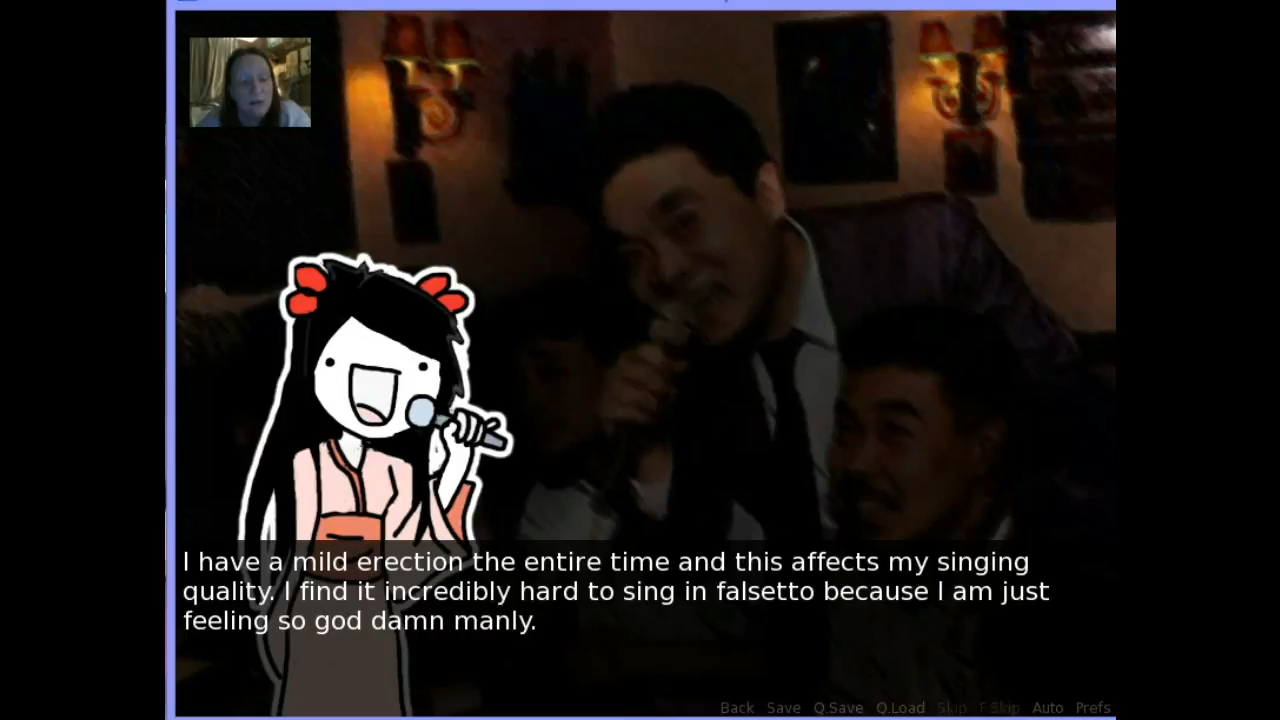 I have a mild erection the entire time and this affects my singing
quality. I find it incredibly hard to sing in falsetto because I am just
feeling so god damn manly.
Back Save Q.Save Q.Load Skip F.Skip Auto Prefs